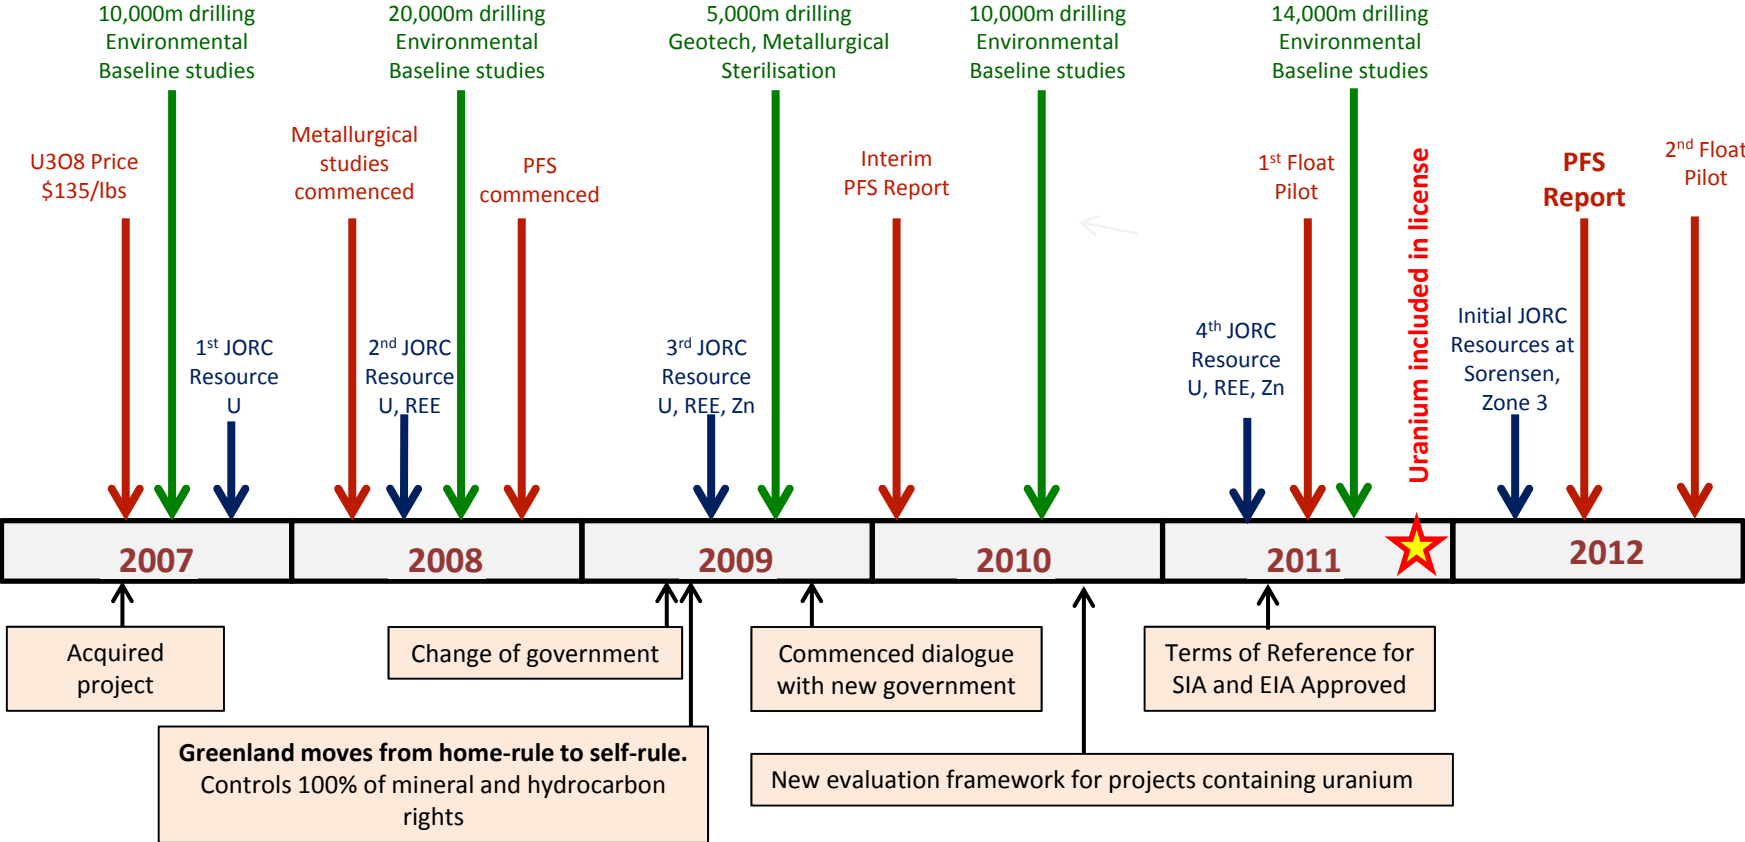 10,000m drilling
Environmental
Baseline studies
20,000m drilling
Environmental
Baseline studies
5,000m drilling
Geotech, Metallurgical
Sterilisation
10,000m drilling
Environmental
Baseline studies
14,000m drilling
Environmental
Baseline studies
U3O8 Price
$135/lbs
Metallurgical
studies
commenced
PFS
commenced
Interim
PFS Report
1st Float
Pilot
Uranium included in license
PFS
Report
2nd Float
Pilot
1st JORC
Resource
U
2nd JORC
Resource
U, REE
3rd JORC
Resource
U, REE, Zn
4th JORC
Resource
U, REE, Zn
Initial JORC
Resources at
Sorensen,
Zone 3
2007
2008
2009
2010
2011
2012
Acquired
project
Change of government
Commenced dialogue
with new government
Terms of Reference for
SIA and EIA Approved
Greenland moves from home-rule to self-rule.
Controls 100% of mineral and hydrocarbon
rights
New evaluation framework for projects containing uranium